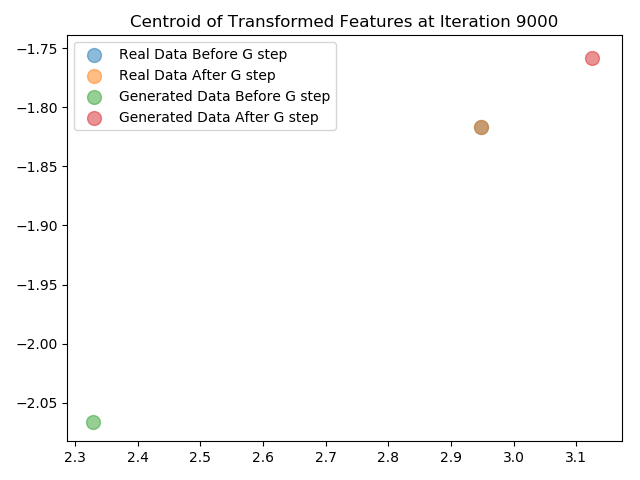 Centroid of Transformed Features at Iteration 9000
Real Data Before G step
Real Data After G step
Generated Data Before G step
Generated Data After G step
−1.75
−1.80
−1.85
−1.90
−1.95
−2.00
−2.05
2.3 2.4 2.5 2.6 2.7 2.8 2.9 3.0 3.1